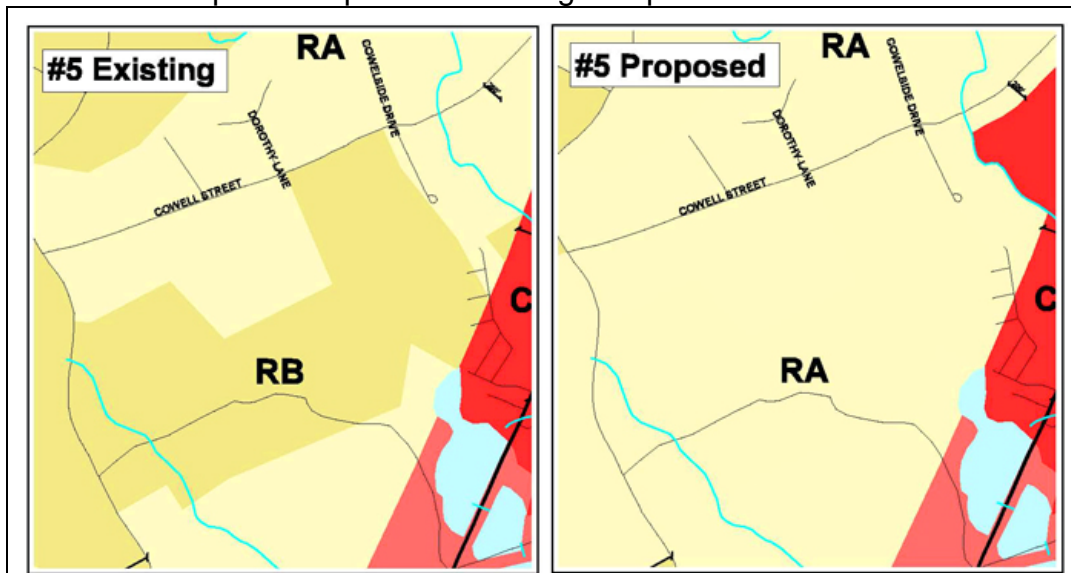 #5 Existing
RA
COWELSIDE DRIVE
DOROTHY LANE
COWELL STREET
RB
C
#5 Proposed
RA
COWELSIDE DRIVE
DOROTHY LANE
COWELL STREET
RA
C